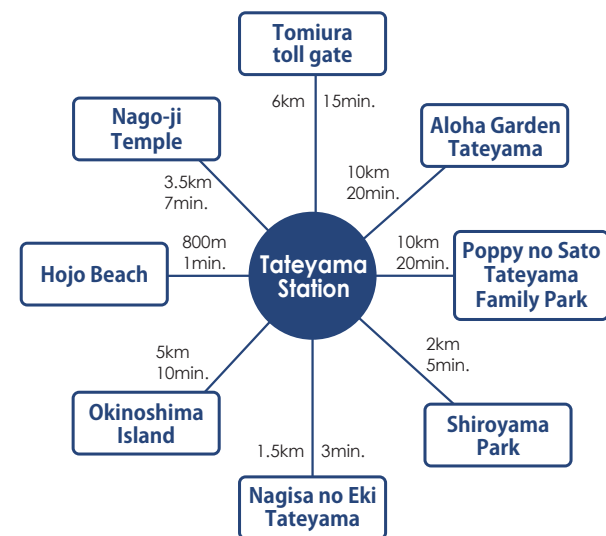 Tomiura
toll gate
6km 15min.
Nago-ji
Temple
3.5km
7min.
Aloha Garden
Tateyama
10km
20min.
Hojo Beach
800m
1min.
Tateyama
Station
10km
20min.
Poppy no Sato
Tateyama
Family Park
5km
10min.
Okinoshima
Island
2km
5min.
Shiroyama
Park
1.5km 3min.
Nagisa no Eki
Tateyama